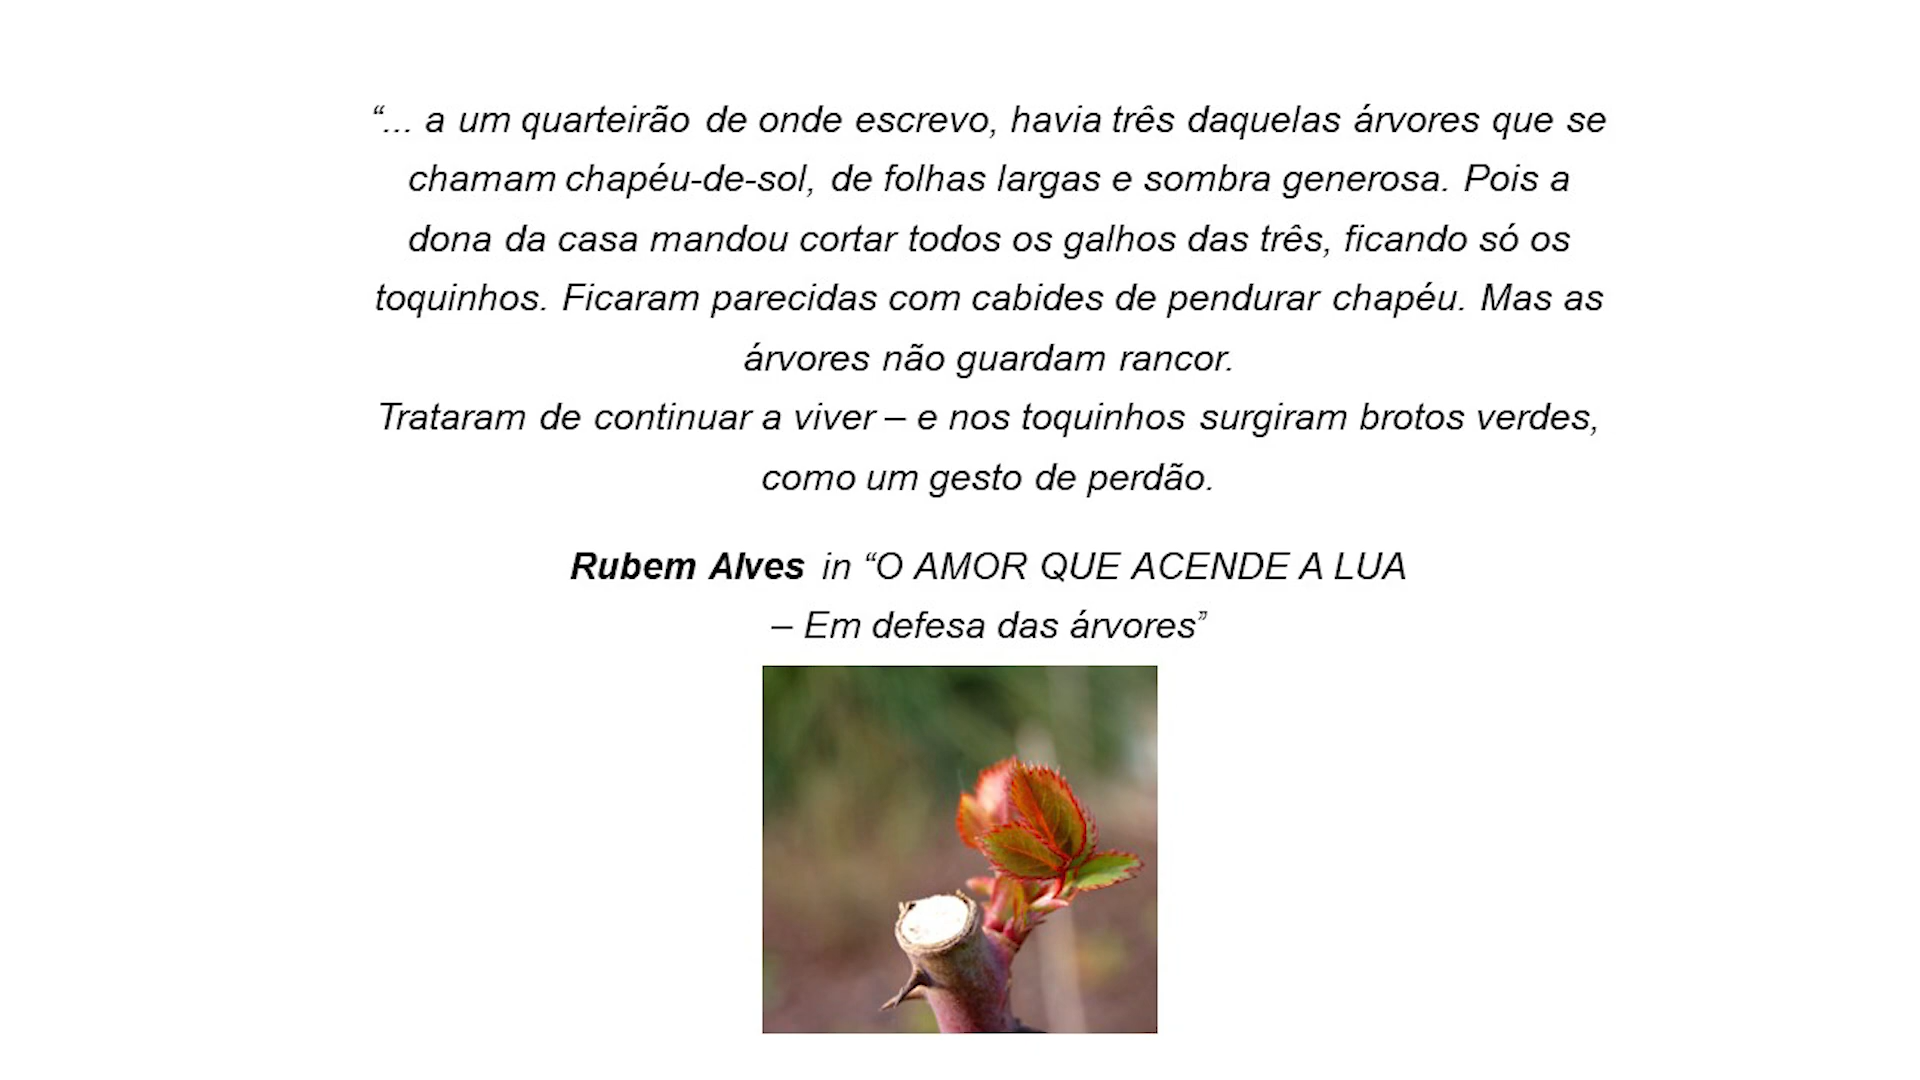 “... a um quarteirão de onde escrevo, havia três daquelas árvores que se
chamam chapéu-de-sol, de folhas largas e sombra generosa. Pois a
dona da casa mandou cortar todos os galhos das três, ficando só os
toquinhos. Ficaram parecidas com cabides de pendurar chapéu. Mas as
árvores não guardam rancor.
Trataram de continuar a viver – e nos toquinhos surgiram brotos verdes,
como um gesto de perdão.
Rubem Alves in “O AMOR QUE ACENDE A LUA
– Em defesa das árvores”